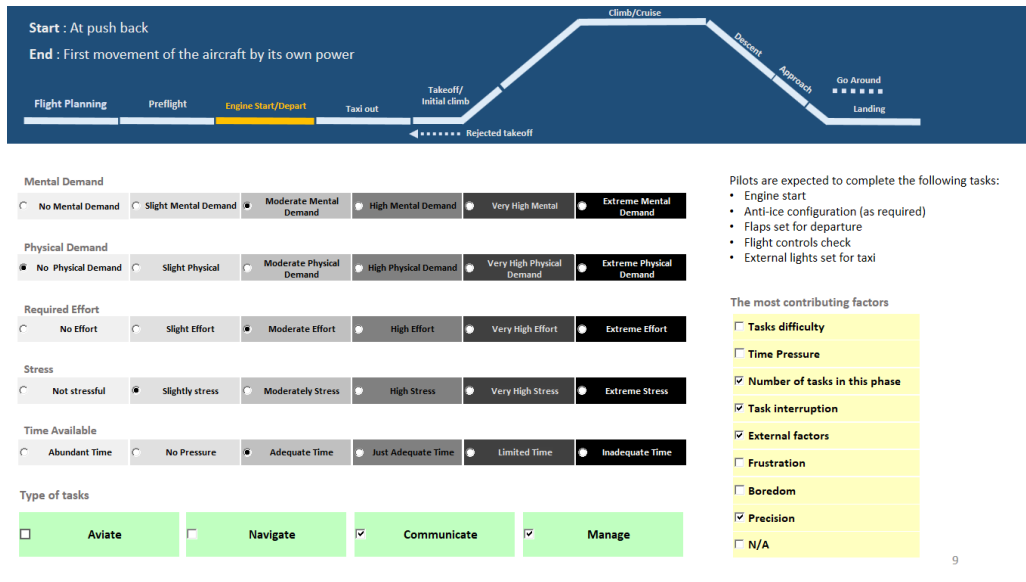 Start : At push back
End : First movement of the aircraft by its own power
Climb/Cruise
Descent
Approach
Go Around
Landing
Takeoff/
Initial climb
Flight Planning
Preflight
Engine Start/Depart
Taxi out
Rejected takeoff
Mental Demand
No Mental Demand
Slight Mental Demand
Moderate Mental
Demand
High Mental Demand
Very High Mental
Extreme Mental
Demand
Physical Demand
No Physical Demand
Slight Physical
Moderate Physical
Demand
High Physical Demand
Very High Physical
Demand
Extreme Physical
Demand
Required Effort
No Effort
Slight Effort
Moderate Effort
High Effort
Very High Effort
Extreme Effort
Stress
Not stressful
Slightly stress
Moderately Stress
High Stress
Very High Stress
Extreme Stress
Time Available
Abundant Time
No Pressure
Adequate Time
Just Adequate Time
Limited Time
Inadequate Time
Type of tasks
Aviate
Navigate
Communicate
Manage
Pilots are expected to complete the following tasks:
• Engine start
• Anti-ice configuration (as required)
• Flaps set for departure
• Flight controls check
• External lights set for taxi
The most contributing factors
Tasks difficulty
Time Pressure
Number of tasks in this phase
Task interruption
External factors
Frustration
Boredom
Precision
N/A
9